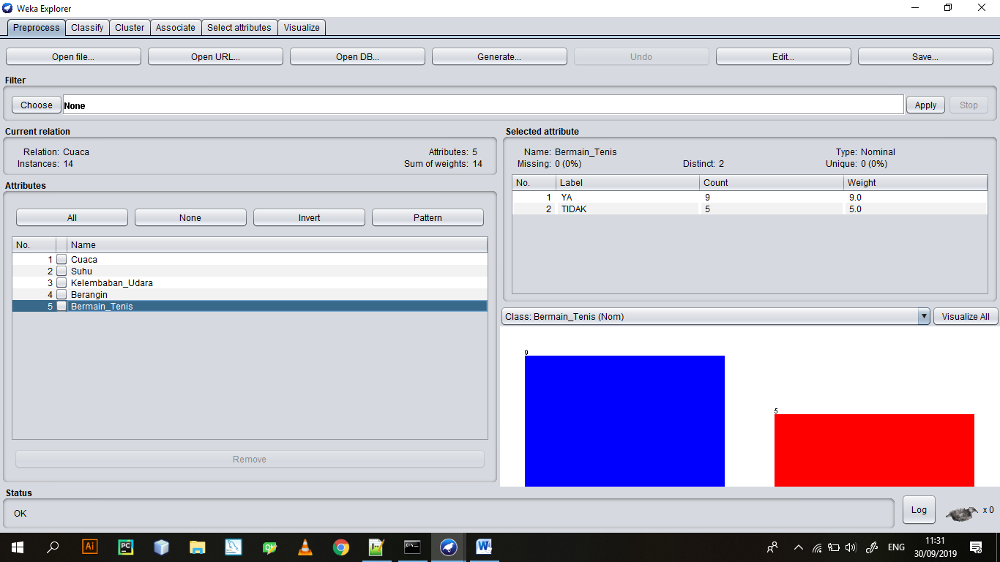 Weka Explorer
Preprocess Classify Cluster Associate Select attributes Visualize
Open file... Open URL... Open DB... Generate... Undo Edit... Save...
Filter
Choose None Apply Stop
Current relation
Relation: Cuaca Attributes: 5
Instances: 14 Sum of weights: 14
Attributes
All None Invert Pattern
No. Name
1 Cuaca
2 Suhu
3 Kelembaban_Udara
4 Berangin
5 Bermain_Tenis
Remove
Selected attribute
Name: Bermain_Tenis Type: Nominal
Missing: 0 (0%) Distinct: 2 Unique: 0 (0%)
No. Label Count Weight
1 YA 9 9.0
2 TIDAK 5 5.0
Class: Bermain_Tenis (Nom) Visualize All
9
5
Status
OK
Log x 0
Ai PC Qt W
ENG
11:31
30/09/2019